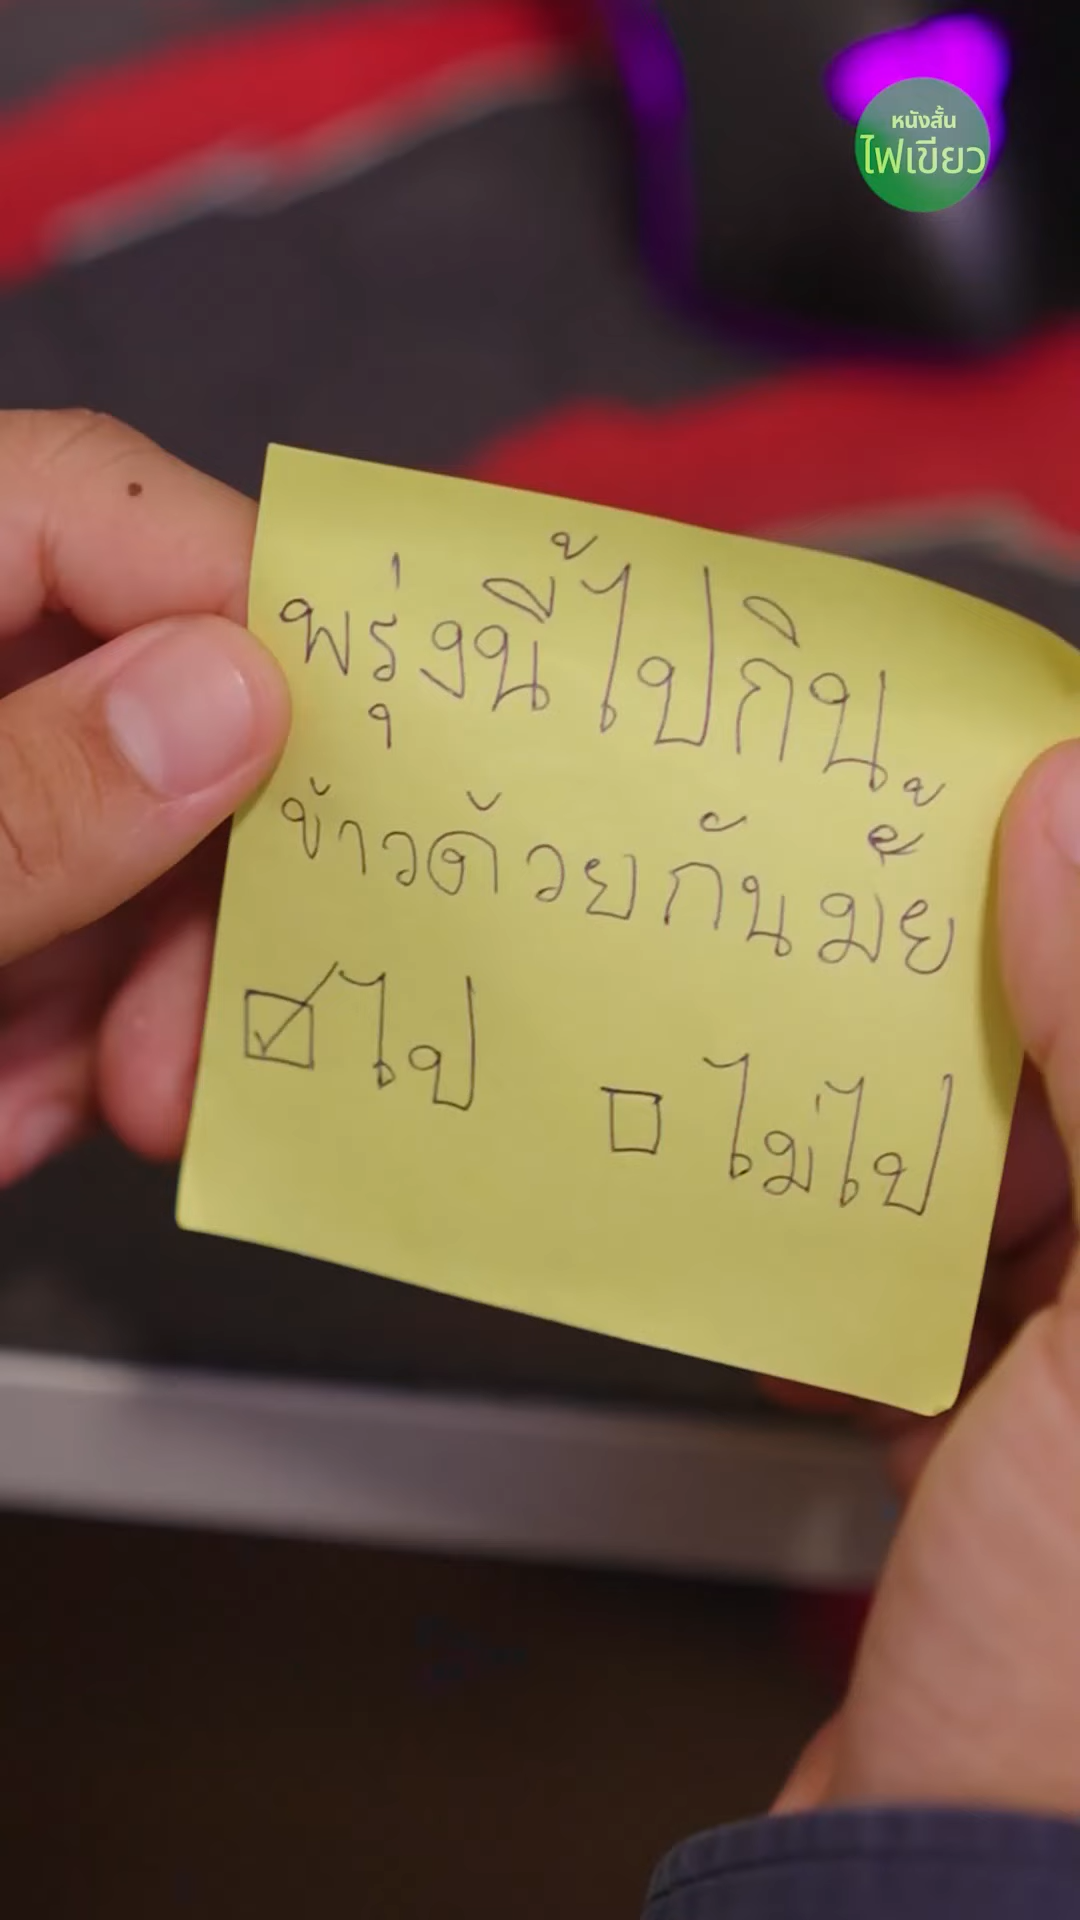 หนังสั้น
ไฟเขียว
พรุ่งนี้ไปกิน
ข้าวด้วยกันมั้ย
☑ ไป ☐ ไม่ไป